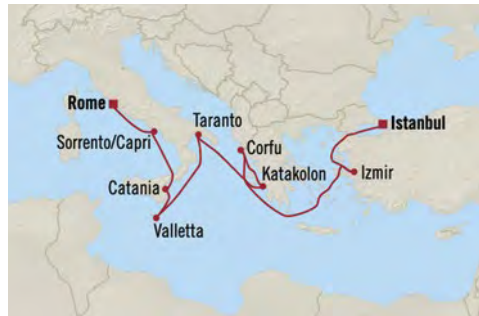 Rome
Istanbul
Taranto
Sorrento/Capri
Corfu
Katakolon
Izmir
Catania
Valletta